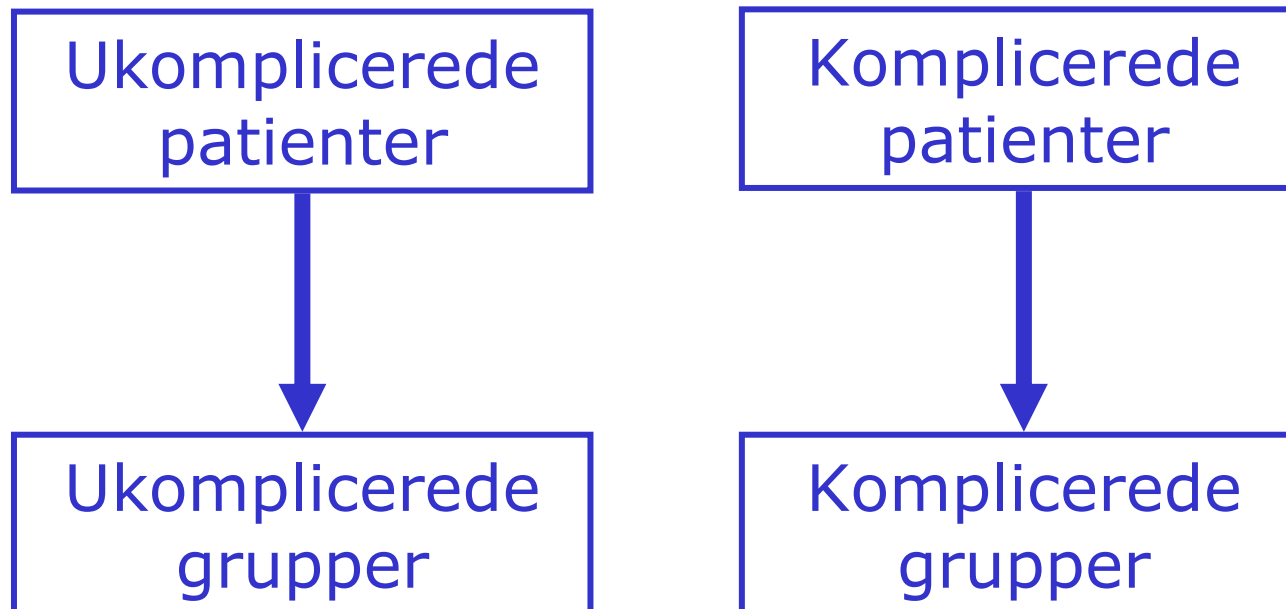 Ukomplicerede
patienter
Komplicerede
patienter
Ukomplicerede
grupper
Komplicerede
grupper